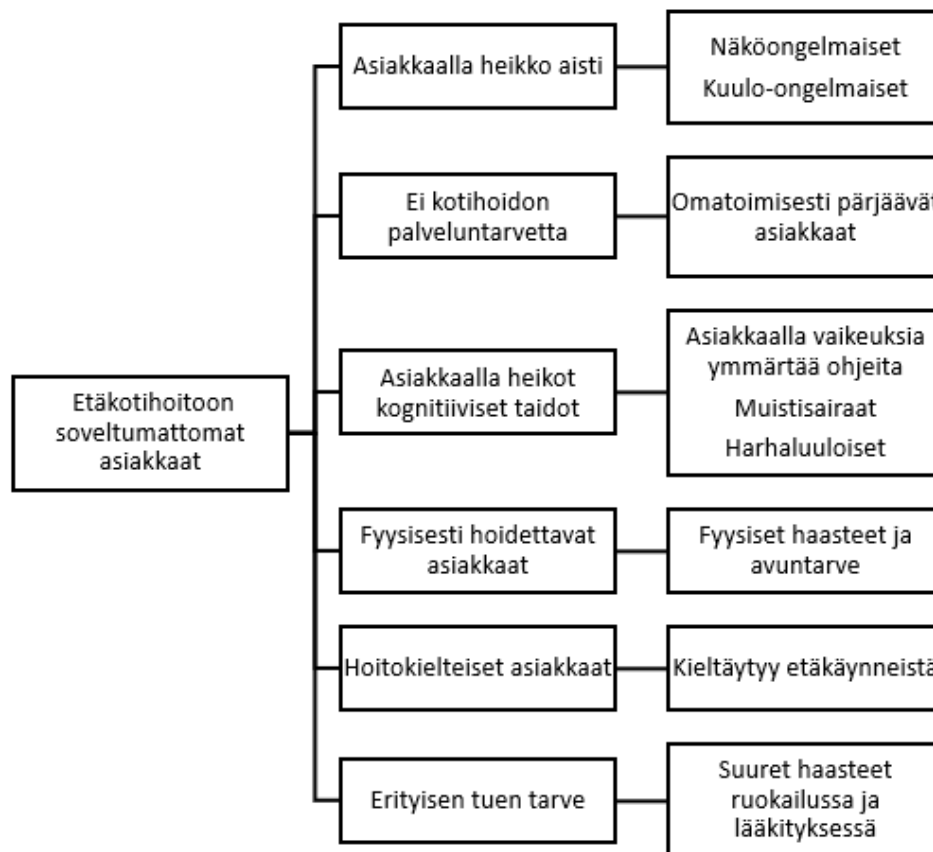 Asiakkaalla heikko aisti
Näköongelmaiset
Kuulo-ongelmaiset
Ei kotihoidon
palveluntarvetta
Omatoimisesti pärjäävät
asiakkaat
Etäkotihoitoon
soveltumattomat
asiakkaat
Asiakkaalla heikot
kognitiiviset taidot
Asiakkaalla vaikeuksia
ymmärtää ohjeita
Muistisairaat
Harhaluuloiset
Fyysisesti hoidettavat
asiakkaat
Fyysiset haasteet ja
avuntarve
Hoitokielteiset asiakkaat
Kieltäytyy etäkäynneistä
Erityisen tuen tarve
Suuret haasteet
ruokailussa ja
lääkityksessä